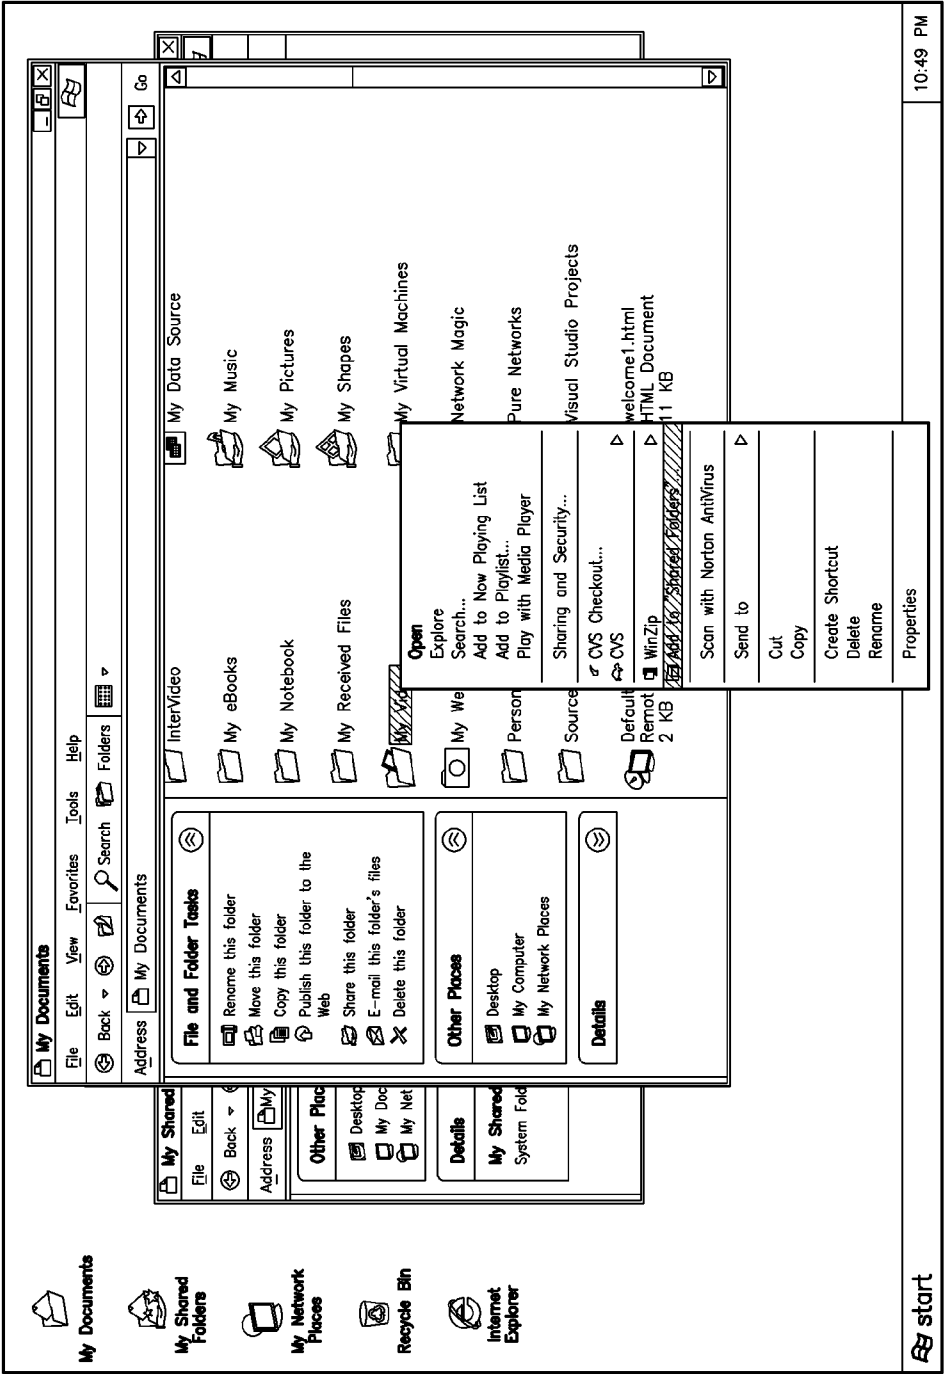 My Documents
My Shared
Folders
My Network
Places
Recycle Bin
Internet
Explorer
My Shared
File Edit
Back
Address My
Other Plac
Desktop
My Doc
My Net
Details
My Shared
System Fold
My Documents
File Edit View Favorites Tools Help
Back Search Folders
Address My Documents Go
File and Folder Tasks
Rename this folder
Move this folder
Copy this folder
Publish this folder to the
Web
Share this folder
E-mail this folder's files
Delete this folder
Other Places
Desktop
My Computer
My Network Places
Details
InterVideo My Data Source
My eBooks My Music
My Notebook My Pictures
My Received Files My Shapes
My Vid My Virtual Machines
My We Network Magic
Person Pure Networks
Source Visual Studio Projects
Default welcome1.html
Remot HTML Document
2 KB 11 KB
Open
Explore
Search...
Add to Now Playing List
Add to Playlist...
Play with Media Player
Sharing and Security...
CVS Checkout...
CVS
WinZip
Add to "Shared Folders"...
Scan with Norton AntiVirus
Send to
Cut
Copy
Create Shortcut
Delete
Rename
Properties
start
10:49 PM